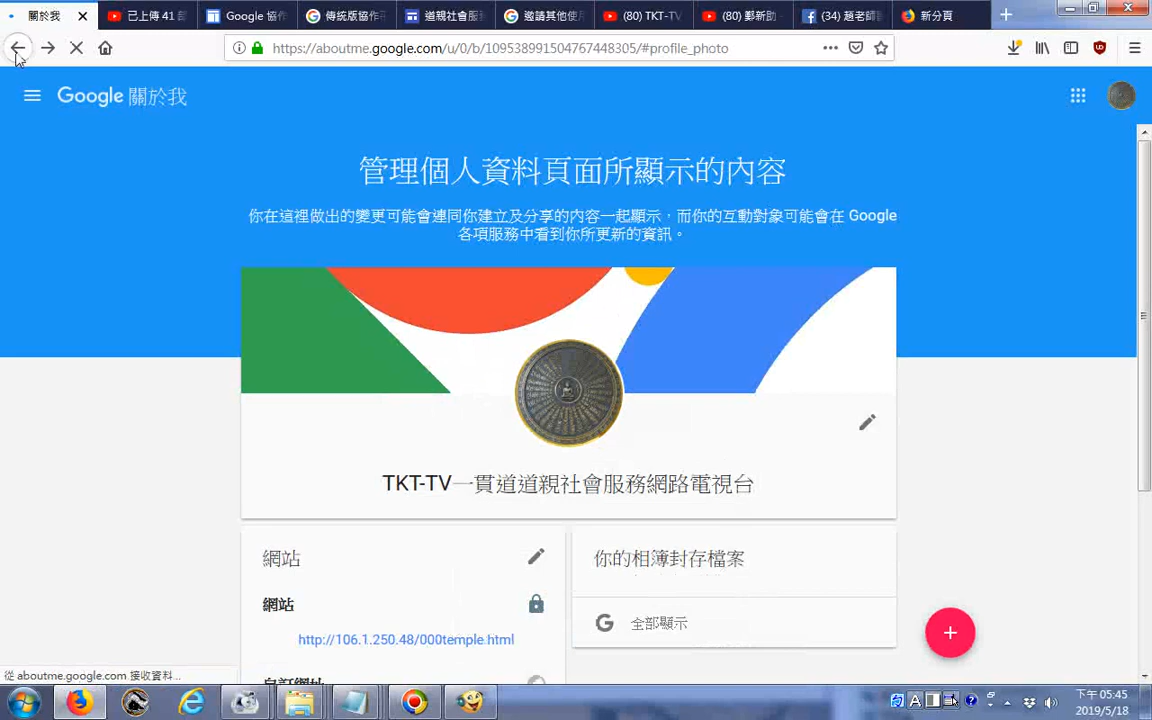 關於我
已上傳 41 部
Google 協作
傳統版協作平
道親社會服務
邀請其他使用
(80) TKT-TV
(80) 鄭新助
(34) 趙老師
新分頁
https://aboutme.google.com/u/0/b/109538991504767448305/#profile_photo
Google 關於我
管理個人資料頁面所顯示的內容
你在這裡做出的變更可能會連同你建立及分享的內容一起顯示，而你的互動對象可能會在 Google
各項服務中看到你所更新的資訊。
TKT-TV一貫道道親社會服務網路電視台
網站
你的相簿封存檔案
網站
全部顯示
http://106.1.250.48/000temple.html
自訂網址
從 aboutme.google.com 接收資料...
下午 05:45
2019/5/18